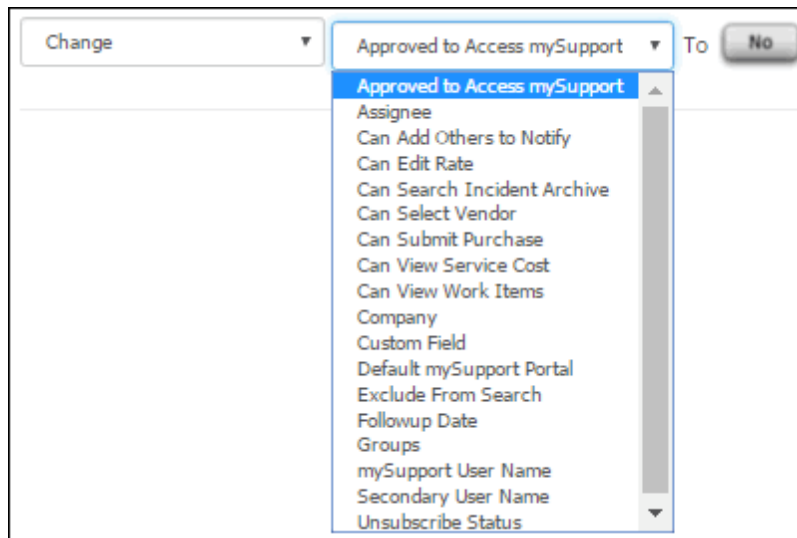 Change Approved to Access mySupport To No
Approved to Access mySupport
Assignee
Can Add Others to Notify
Can Edit Rate
Can Search Incident Archive
Can Select Vendor
Can Submit Purchase
Can View Service Cost
Can View Work Items
Company
Custom Field
Default mySupport Portal
Exclude From Search
Followup Date
Groups
mySupport User Name
Secondary User Name
Unsubscribe Status